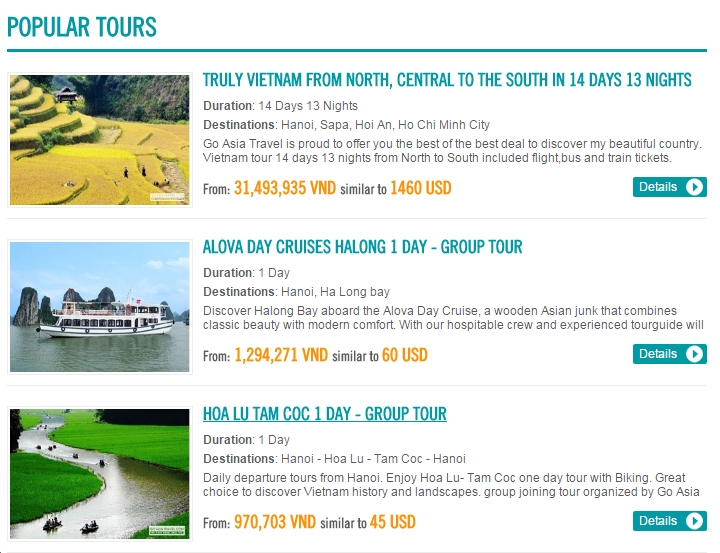 POPULAR TOURS
TRULY VIETNAM FROM NORTH, CENTRAL TO THE SOUTH IN 14 DAYS 13 NIGHTS
Duration: 14 Days 13 Nights
Destinations: Hanoi, Sapa, Hoi An, Ho Chi Minh City
Go Asia Travel is proud to offer you the best of the best deal to discover my beautiful country.
Vietnam tour 14 days 13 nights from North to South included flight,bus and train tickets.
From: 31,493,935 VND similar to 1460 USD
Details
ALOVA DAY CRUISES HALONG 1 DAY - GROUP TOUR
Duration: 1 Day
Destinations: Hanoi, Ha Long bay
Discover Halong Bay aboard the Alova Day Cruise, a wooden Asian junk that combines
classic beauty with modern comfort. With our hospitable crew and experienced tourguide will
From: 1,294,271 VND similar to 60 USD
Details
HOA LU TAM COC 1 DAY - GROUP TOUR
Duration: 1 Day
Destinations: Hanoi - Hoa Lu - Tam Coc - Hanoi
Daily departure tours from Hanoi. Enjoy Hoa Lu- Tam Coc one day tour with Biking. Great
choice to discover Vietnam history and landscapes. group joining tour organized by Go Asia
From: 970,703 VND similar to 45 USD
Details